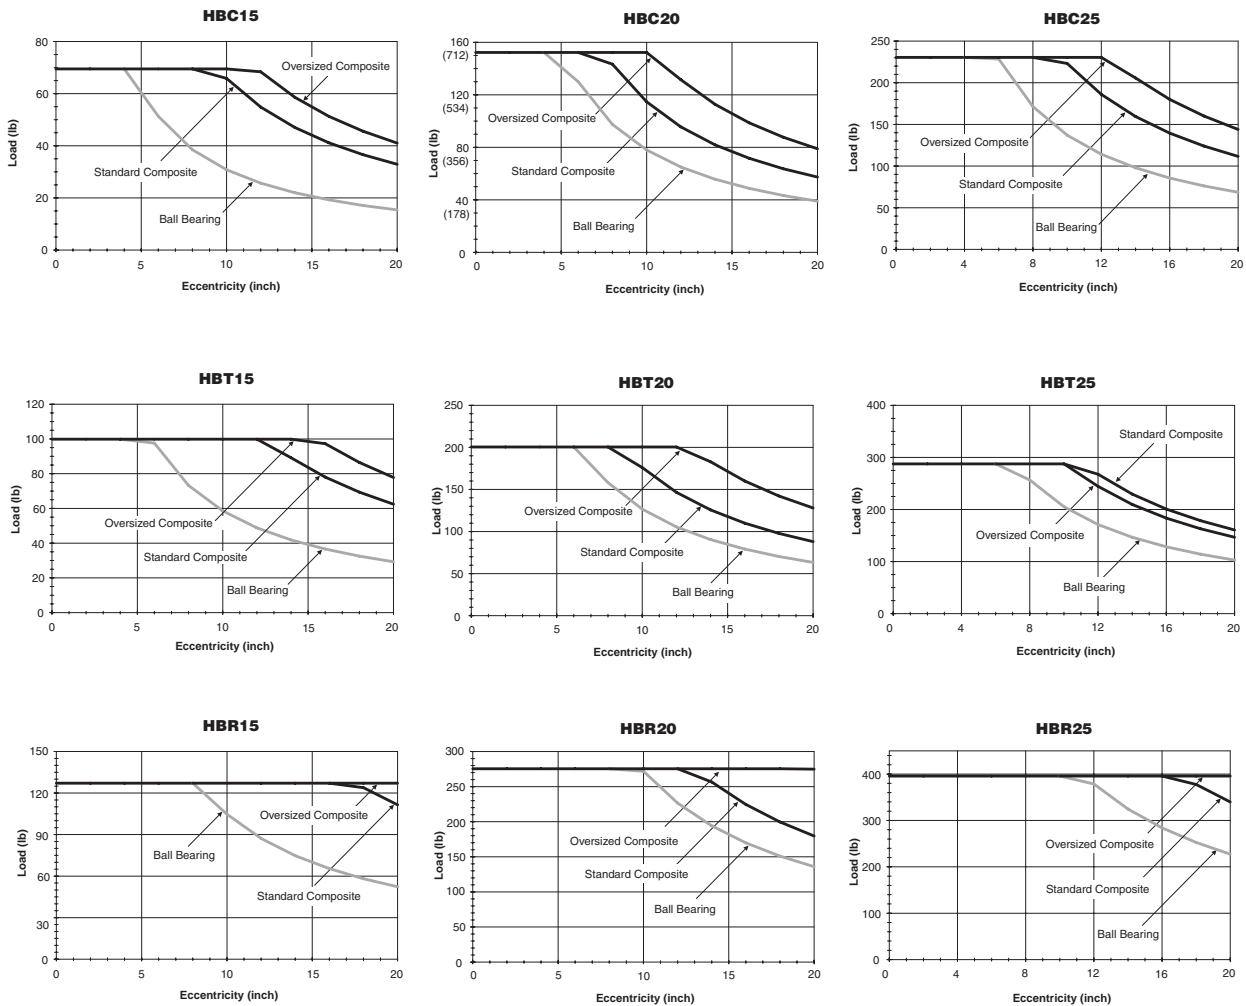 HBC15
80
60
40
20
0
Load (lb)
Oversized Composite
Standard Composite
Ball Bearing
0 5 10 15 20
Eccentricity (inch)
HBC20
160
(712)
120
(534)
80
(356)
40
(178)
0
Load (lb)
Oversized Composite
Standard Composite
Ball Bearing
0 5 10 15 20
Eccentricity (inch)
HBC25
250
200
150
100
50
0
Load (lb)
Oversized Composite
Standard Composite
Ball Bearing
0 4 8 12 16 20
Eccentricity (inch)
HBT15
120
100
80
60
40
20
0
Load (lb)
Oversized Composite
Standard Composite
Ball Bearing
0 5 10 15 20
Eccentricity (inch)
HBT20
250
200
150
100
50
0
Load (lb)
Oversized Composite
Standard Composite
Ball Bearing
0 5 10 15 20
Eccentricity (inch)
HBT25
400
300
200
100
0
Load (lb)
Standard Composite
Oversized Composite
Ball Bearing
0 4 8 12 16 20
Eccentricity (inch)
HBR15
150
120
90
60
30
0
Load (lb)
Oversized Composite
Ball Bearing
Standard Composite
0 5 10 15 20
Eccentricity (inch)
HBR20
300
250
200
150
100
50
0
Load (lb)
Oversized Composite
Standard Composite
Ball Bearing
0 5 10 15 20
Eccentricity (inch)
HBR25
400
300
200
100
0
Load (lb)
Oversized Composite
Standard Composite
Ball Bearing
0 4 8 12 16 20
Eccentricity (inch)